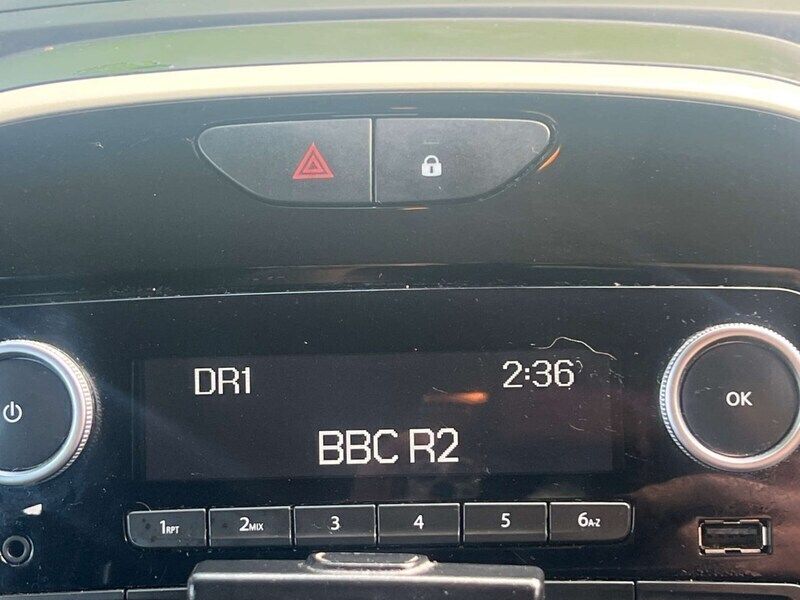 DR1 2:36
BBC R2
OK
1RPT 2MIX 3 4 5 6A-Z